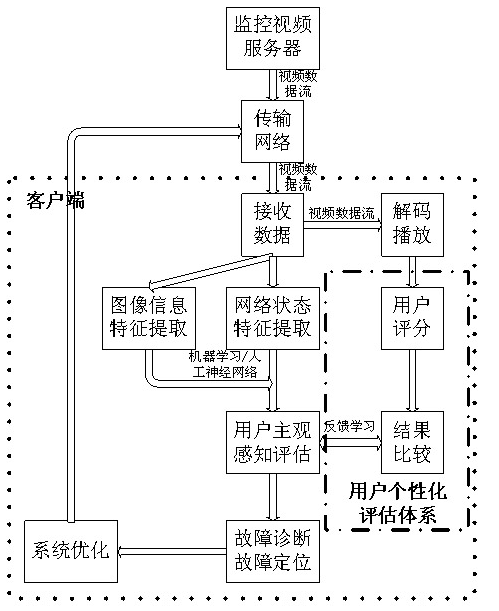 监控视频
服务器
视频数
据流
传输
网络
视频数
据流
客户端
接收
数据
视频数据流
解码
播放
图像信息
特征提取
网络状态
特征提取
用户
评分
机器学习/人
工神经网络
用户主观
感知评估
反馈学习
结果
比较
用户个性化
评估体系
系统优化
故障诊断
故障定位